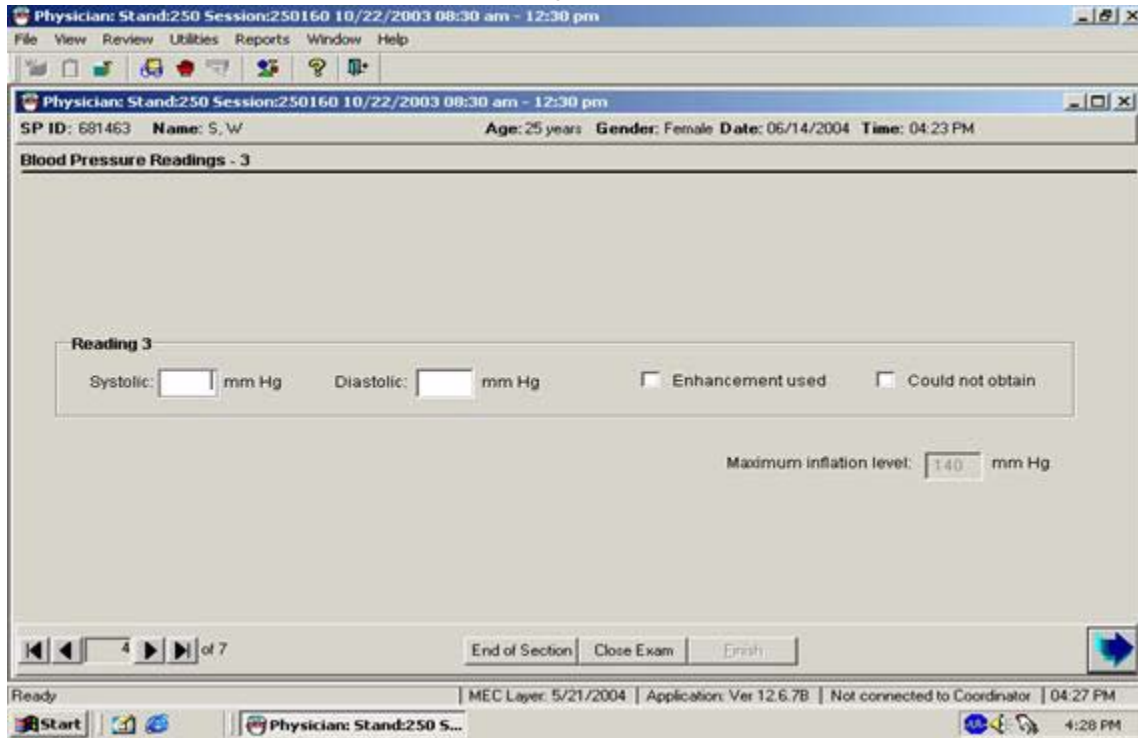 Physician: Stand:250 Session:250160 10/22/2003 08:30 am - 12:30 pm
File View Review Utilities Reports Window Help
Physician: Stand:250 Session:250160 10/22/2003 08:30 am - 12:30 pm
SP ID: 681463 Name: S, W Age: 25 years Gender: Female Date: 06/14/2004 Time: 04:23 PM
Blood Pressure Readings - 3
Reading 3
Systolic: mm Hg Diastolic: mm Hg Enhancement used Could not obtain
Maximum inflation level: 140 mm Hg
4 of 7 End of Section Close Exam Finish
Ready MEC Layer: 5/21/2004 Application: Ver 12.6.7B Not connected to Coordinator 04:27 PM
Start Physician: Stand:250 S... 4:28 PM